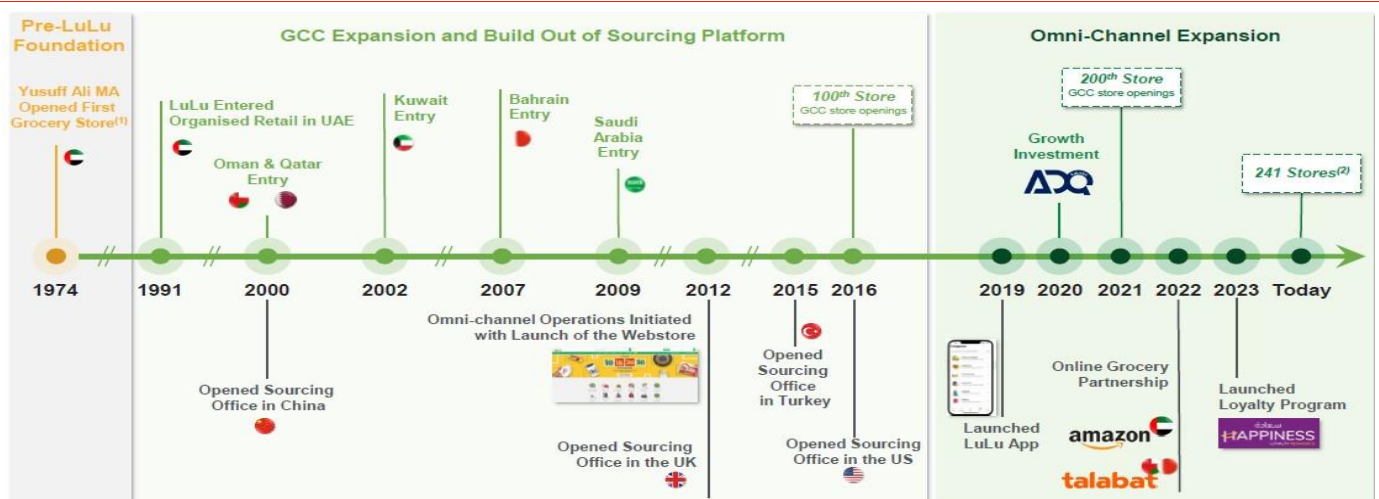 Pre-LuLu
Foundation
GCC Expansion and Build Out of Sourcing Platform
Omni-Channel Expansion
Yusuff Ali MA
Opened First
Grocery Store(1)
LuLu Entered
Organised Retail in UAE
Oman & Qatar
Entry
Kuwait
Entry
Bahrain
Entry
Saudi
Arabia
Entry
100th Store
GCC store openings
Growth
Investment
ADQ
200th Store
GCC store openings
241 Stores(2)
1974
1991
2000
2002
2007
2009
2012
2015
2016
2019
2020
2021
2022
2023
Today
Opened Sourcing
Office in China
Omni-channel Operations Initiated
with Launch of the Webstore
Opened Sourcing
Office in the UK
Opened
Sourcing
Office
in Turkey
Opened Sourcing
Office in the US
Launched
LuLu App
Online Grocery
Partnership
amazon
talabat
Launched
Loyalty Program
HAPPINESS